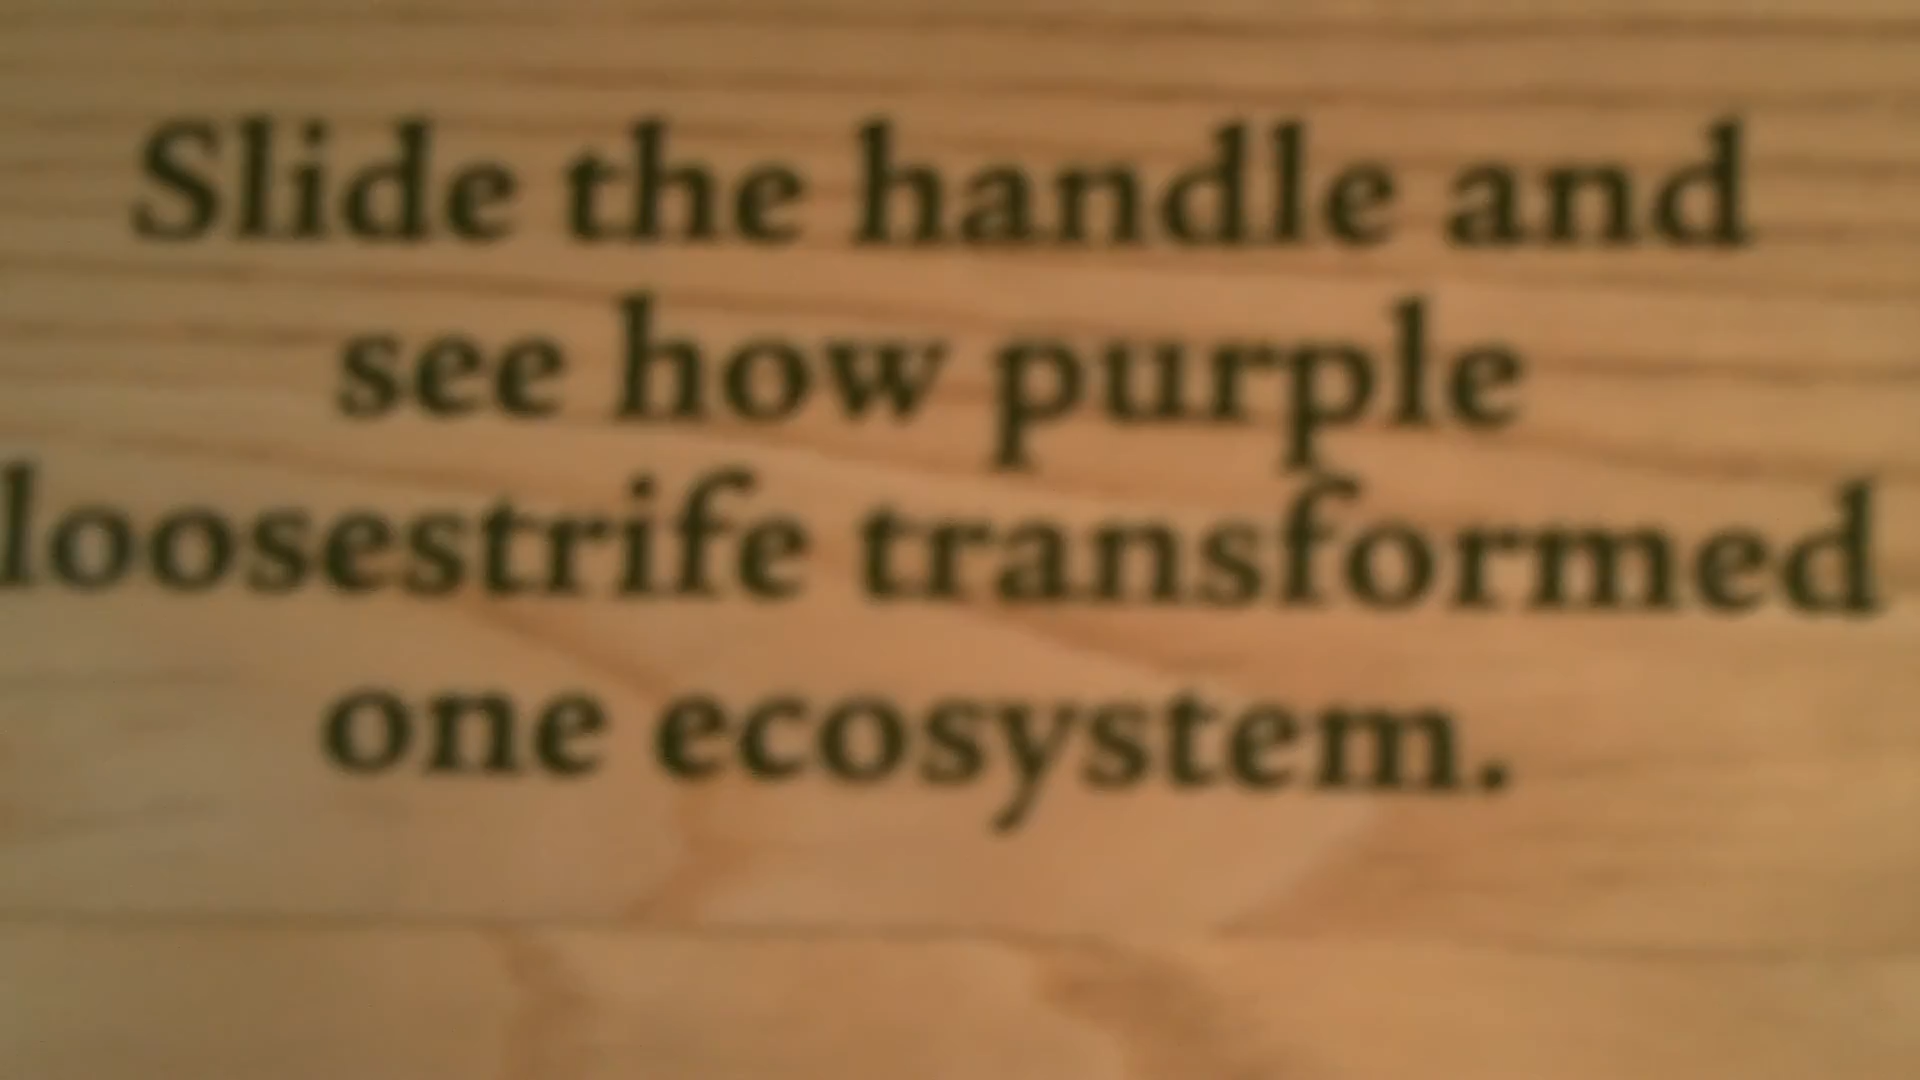 Slide the handle and
see how purple
loosestrife transformed
one ecosystem.